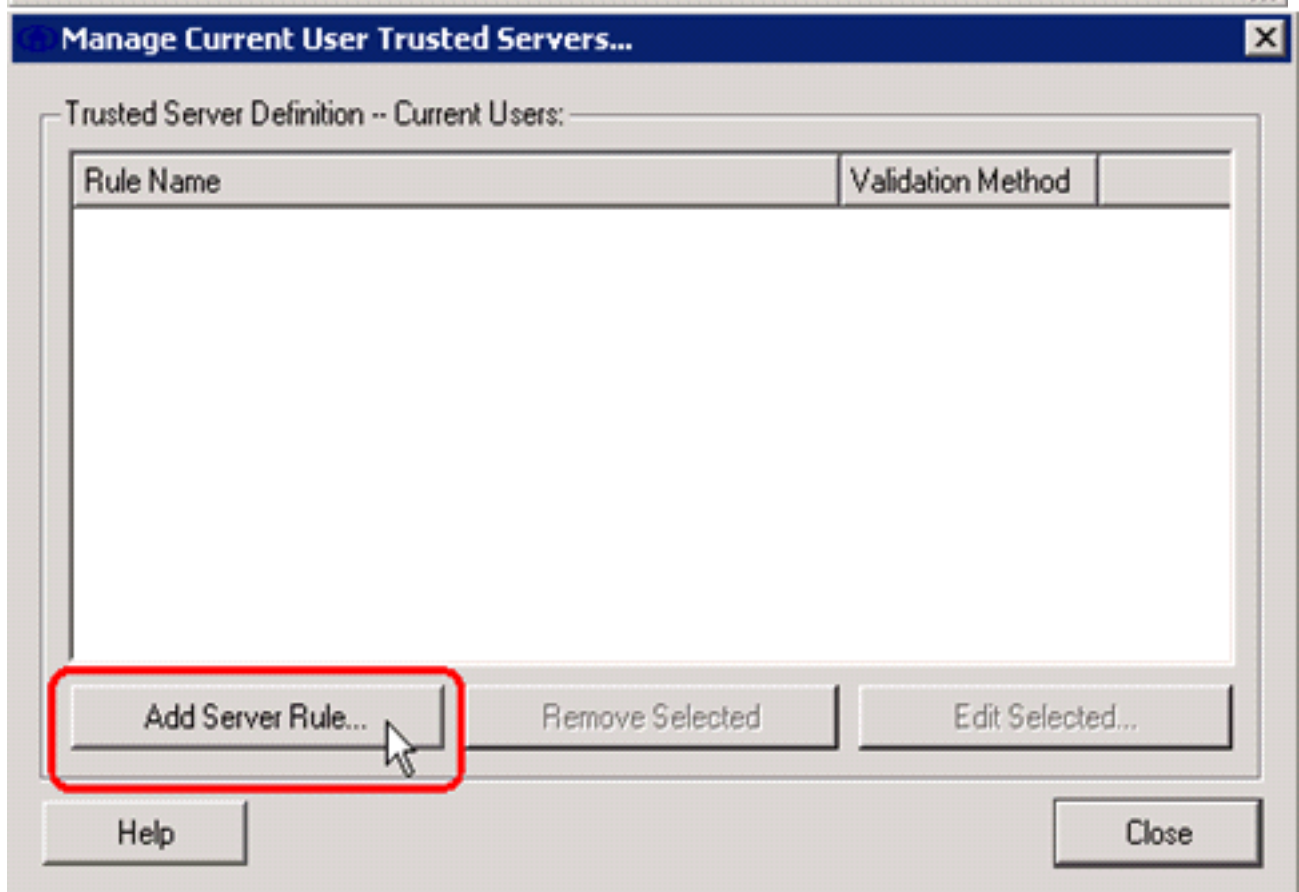 Manage Current User Trusted Servers...
Trusted Server Definition -- Current Users:
Rule Name Validation Method
Add Server Rule... Remove Selected Edit Selected...
Help Close